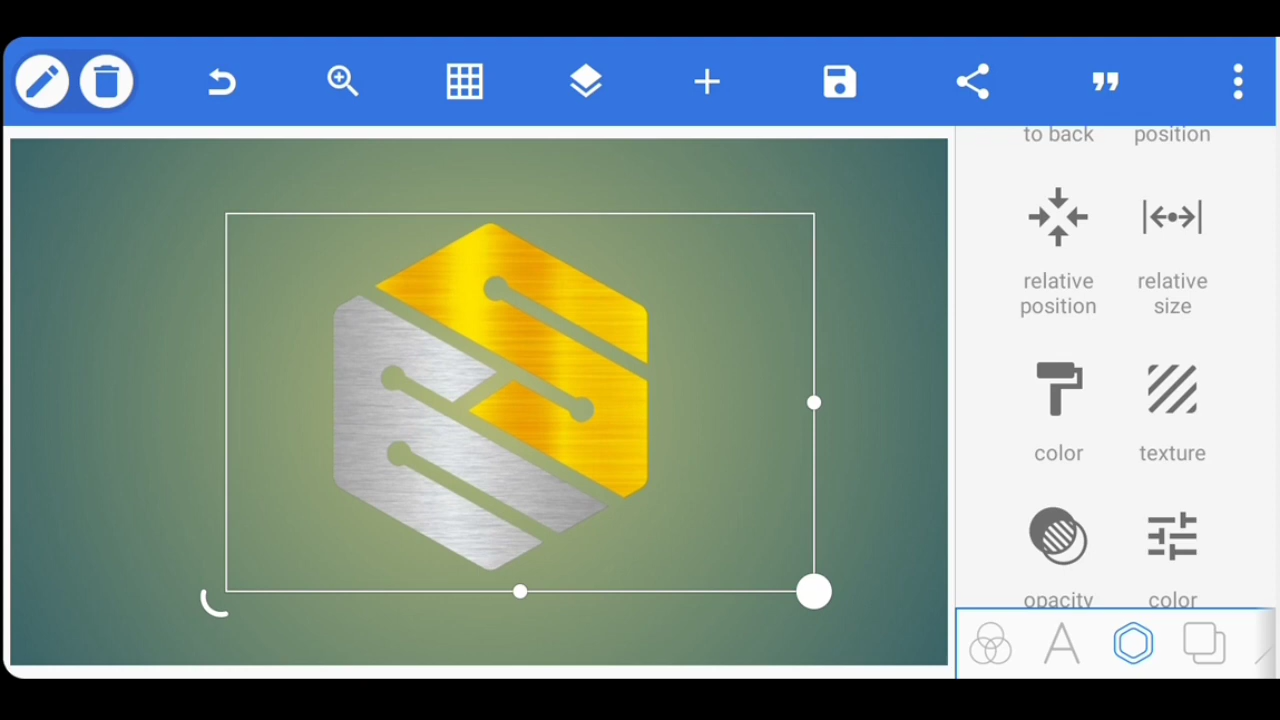 to back
position
relative
position
relative
size
color
texture
opacity
color